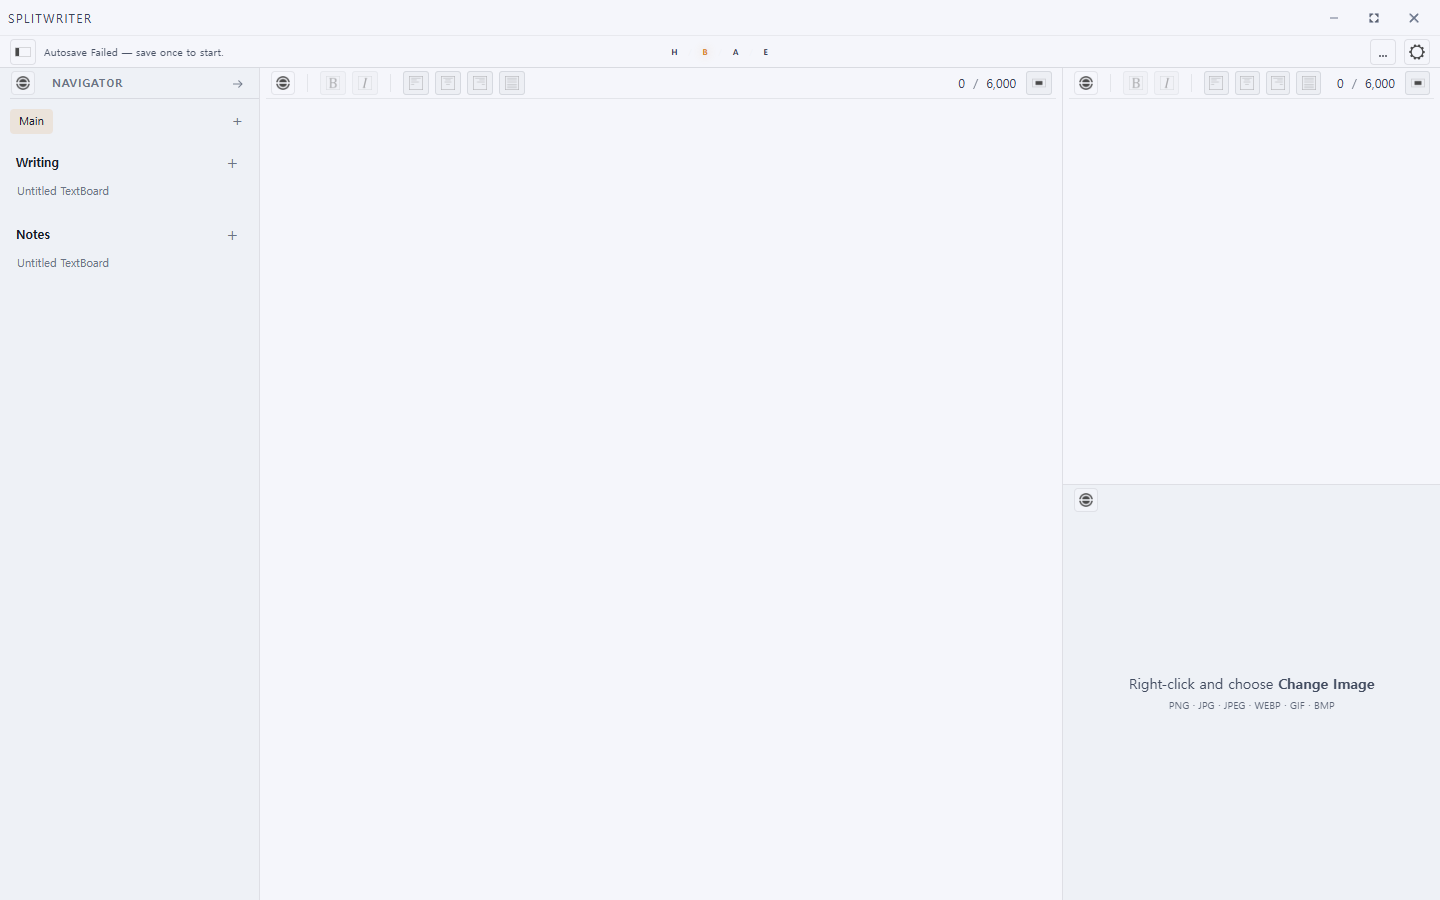 SPLITWRITER
Autosave Failed — save once to start.
H B A E
...
NAVIGATOR
B I
0 / 6,000
B I
0 / 6,000
Main
Writing
Untitled TextBoard
Notes
Untitled TextBoard
Right-click and choose Change Image
PNG · JPG · JPEG · WEBP · GIF · BMP